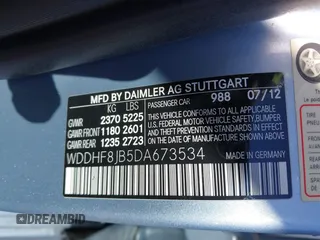 MFD BY DAIMLER AG STUTTGART
KG LBS PASSENGER CAR 988 07/12
GVWR 2370 5225 THIS VEHICLE CONFORMS TO ALL APPLICABLE
GAWR FRONT 1180 2601 U.S. FEDERAL MOTOR VEHICLE SAFETY, BUMPER,
GAWR REAR 1235 2723 AND THEFT PREVENTION STANDARDS IN EFFECT
ON THE DATE OF MANUFACTURE SHOWN ABOVE.
WDDHF8JB5DA673534
MADE IN GERMANY
DREAMBID